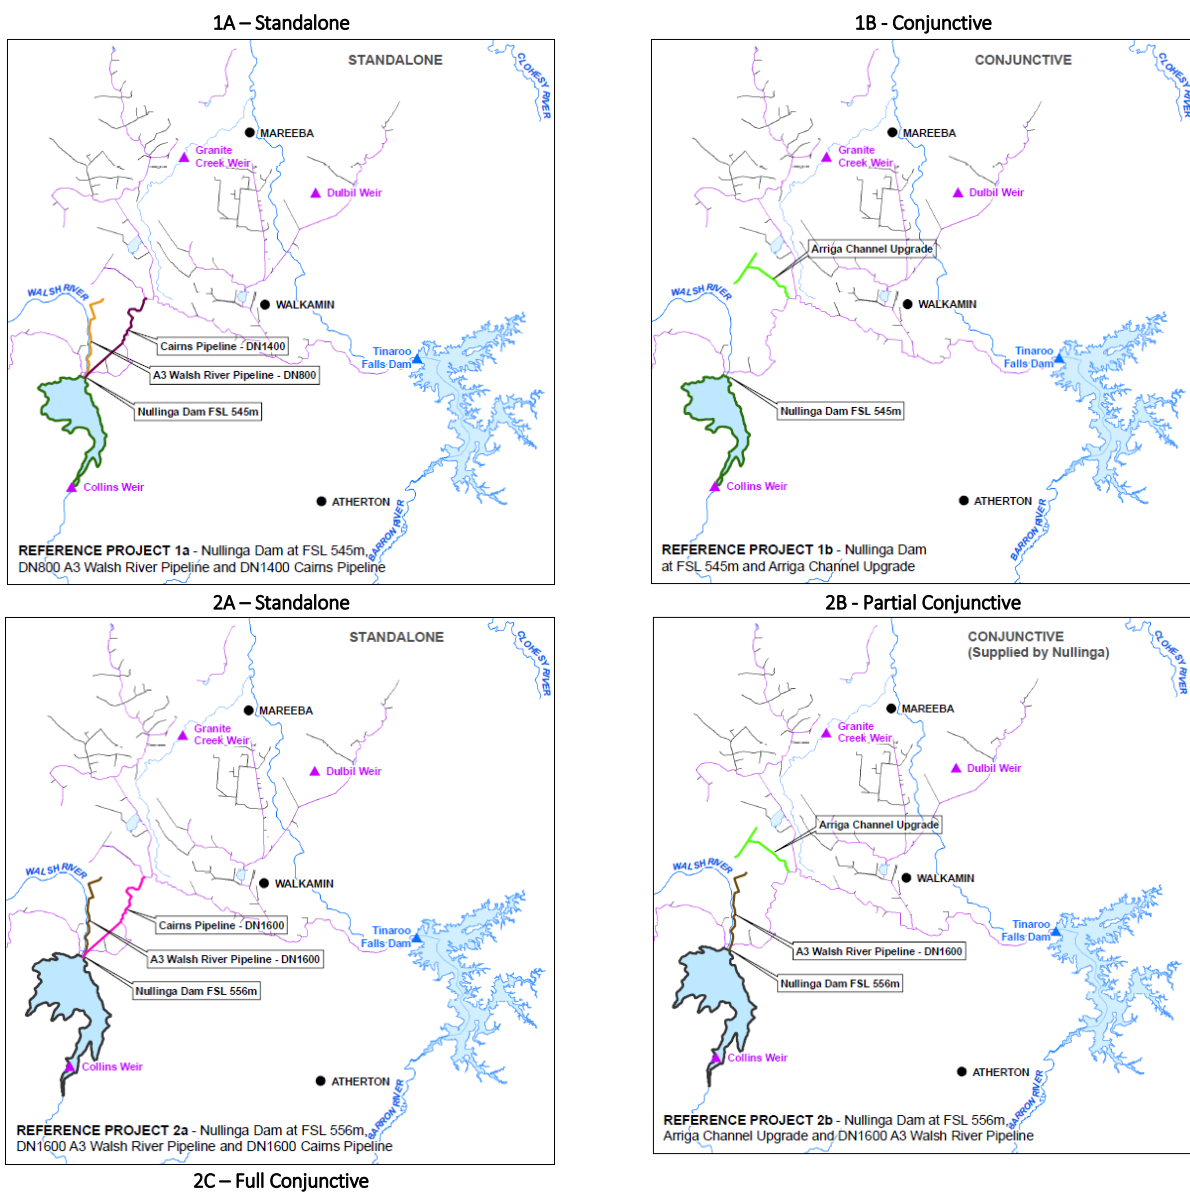 1A – Standalone
STANDALONE
CLOHESY RIVER
MAREEBA
Granite
Creek Weir
Dulbil Weir
WALSH RIVER
WALKAMIN
Cairns Pipeline - DN1400
Tinaroo
Falls Dam
A3 Walsh River Pipeline - DN800
Nullinga Dam FSL 545m
Collins Weir
ATHERTON
BARRON RIVER
REFERENCE PROJECT 1a - Nullinga Dam at FSL 545m,
DN800 A3 Walsh River Pipeline and DN1400 Cairns Pipeline
1B - Conjunctive
CONJUNCTIVE
CLOHESY RIVER
MAREEBA
Granite
Creek Weir
Dulbil Weir
Arriga Channel Upgrade
WALSH RIVER
WALKAMIN
Tinaroo
Falls Dam
Nullinga Dam FSL 545m
Collins Weir
ATHERTON
BARRON RIVER
REFERENCE PROJECT 1b - Nullinga Dam
at FSL 545m and Arriga Channel Upgrade
2A – Standalone
STANDALONE
CLOHESY RIVER
MAREEBA
Granite
Creek Weir
Dulbil Weir
WALSH RIVER
WALKAMIN
Cairns Pipeline - DN1600
Tinaroo
Falls Dam
A3 Walsh River Pipeline - DN1600
Nullinga Dam FSL 556m
Collins Weir
ATHERTON
BARRON RIVER
REFERENCE PROJECT 2a - Nullinga Dam at FSL 556m,
DN1600 A3 Walsh River Pipeline and DN1600 Cairns Pipeline
2B - Partial Conjunctive
CONJUNCTIVE
(Supplied by Nullinga)
CLOHESY RIVER
MAREEBA
Granite
Creek Weir
Dulbil Weir
Arriga Channel Upgrade
WALSH RIVER
WALKAMIN
Tinaroo
Falls Dam
A3 Walsh River Pipeline - DN1600
Nullinga Dam FSL 556m
Collins Weir
ATHERTON
BARRON RIVER
REFERENCE PROJECT 2b - Nullinga Dam at FSL 556m,
Arriga Channel Upgrade and DN1600 A3 Walsh River Pipeline
2C – Full Conjunctive